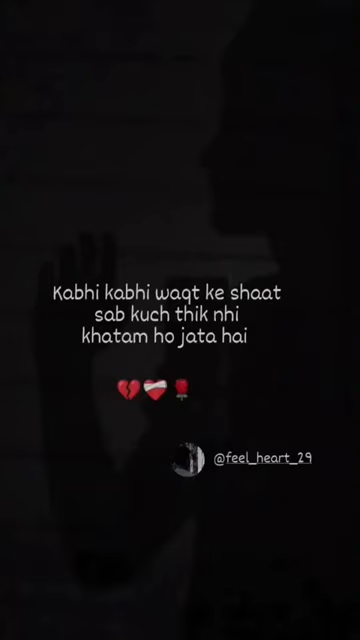 Kabhi kabhi waqt ke shaat
sab kuch thik nhi
khatam ho jata hai
💔❤️‍🩹🌹
@feel_heart_29